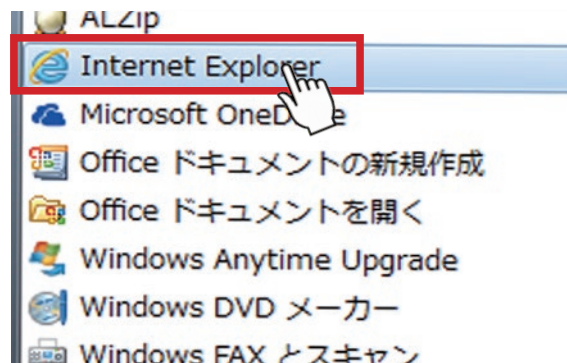 ALZip
Internet Explorer
Microsoft OneDrive
Office ドキュメントの新規作成
Office ドキュメントを開く
Windows Anytime Upgrade
Windows DVD メーカー
Windows FAX とスキャン